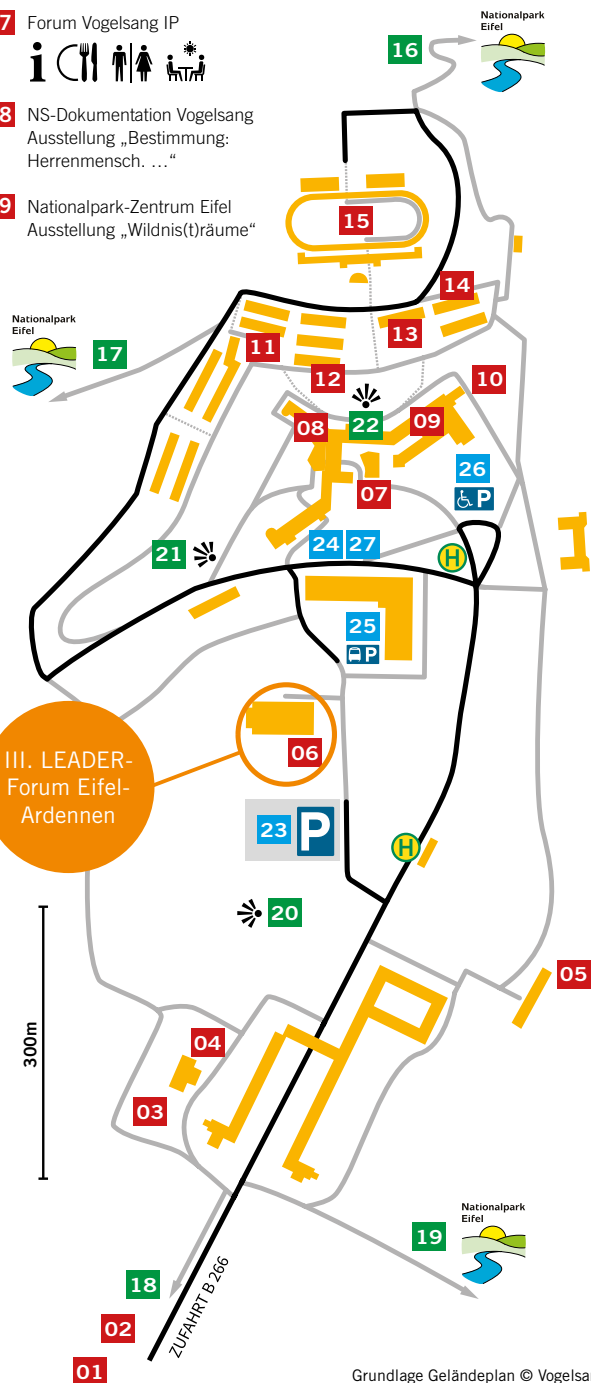 7 Forum Vogelsang IP
8 NS-Dokumentation Vogelsang
Ausstellung „Bestimmung:
Herrenmensch. …“
9 Nationalpark-Zentrum Eifel
Ausstellung „Wildnis(t)räume“
Nationalpark
Eifel
16
15
14
13
Nationalpark
Eifel
17
11
12
10
22
09
08
26
P
07
21
24 27
H
25
P
III. LEADER-
Forum Eifel-
Ardennen
06
23 P
H
20
05
300m
04
03
Nationalpark
Eifel
19
18
ZUFAHRT B 266
02
01
Grundlage Geländeplan © Vogelsa